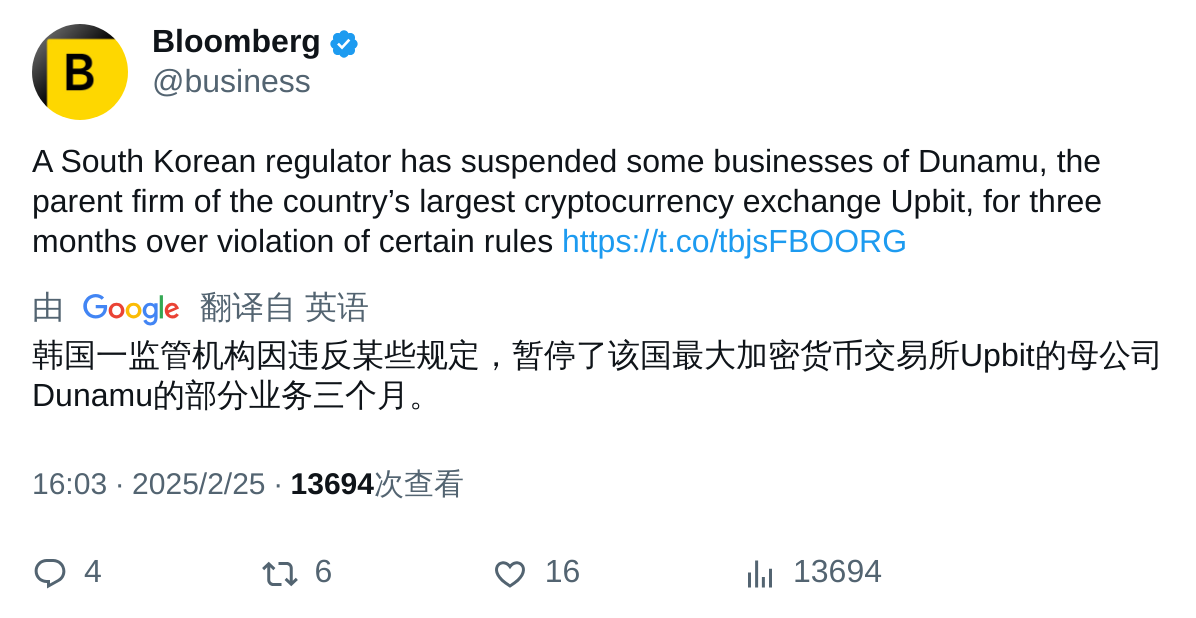 B
Bloomberg
@business
A South Korean regulator has suspended some businesses of Dunamu, the
parent firm of the country’s largest cryptocurrency exchange Upbit, for three
months over violation of certain rules https://t.co/tbjsFBOORG
由 Google 翻译自 英语
韩国一监管机构因违反某些规定，暂停了该国最大加密货币交易所Upbit的母公司
Dunamu的部分业务三个月。
16:03 · 2025/2/25 · 13694次查看
4 6 16 13694